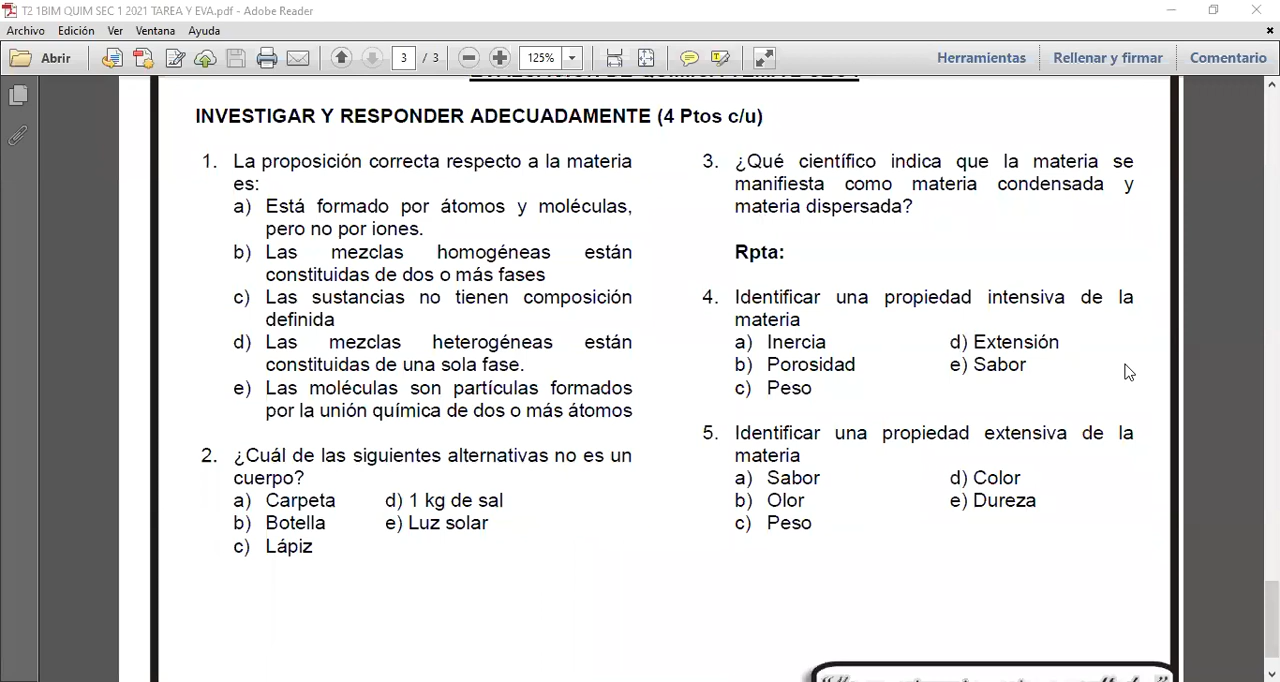 T2 1BIM QUIM SEC 1 2021 TAREA Y EVA.pdf - Adobe Reader
Archivo Edición Ver Ventana Ayuda
Abrir 3 / 3 125% Herramientas Rellenar y firmar Comentario
INVESTIGAR Y RESPONDER ADECUADAMENTE (4 Ptos c/u)
1. La proposición correcta respecto a la materia
es:
a) Está formado por átomos y moléculas,
pero no por iones.
b) Las mezclas homogéneas están
constituidas de dos o más fases
c) Las sustancias no tienen composición
definida
d) Las mezclas heterogéneas están
constituidas de una sola fase.
e) Las moléculas son partículas formados
por la unión química de dos o más átomos
2. ¿Cuál de las siguientes alternativas no es un
cuerpo?
a) Carpeta d) 1 kg de sal
b) Botella e) Luz solar
c) Lápiz
3. ¿Qué científico indica que la materia se
manifiesta como materia condensada y
materia dispersada?
Rpta:
4. Identificar una propiedad intensiva de la
materia
a) Inercia d) Extensión
b) Porosidad e) Sabor
c) Peso
5. Identificar una propiedad extensiva de la
materia
a) Sabor d) Color
b) Olor e) Dureza
c) Peso